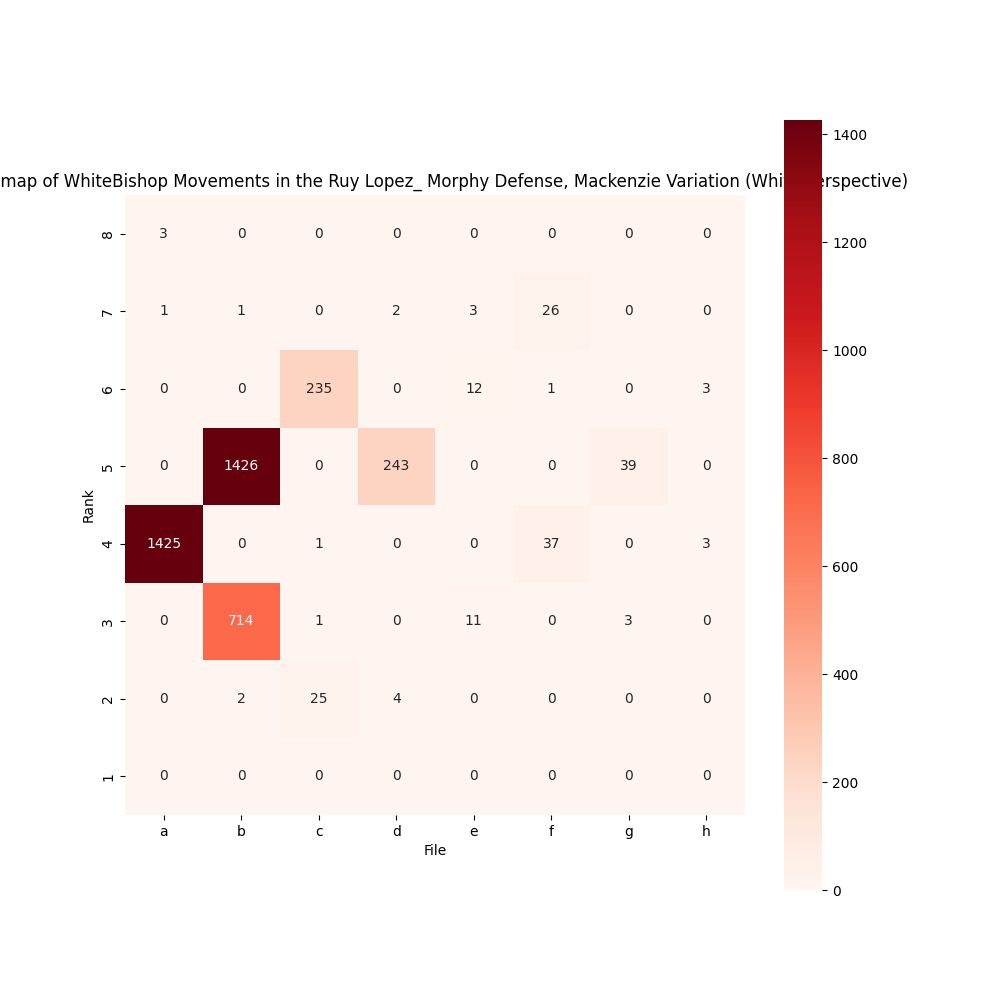 map of WhiteBishop Movements in the Ruy Lopez_ Morphy Defense, Mackenzie Variation (Whi erspective)
8 3 0 0 0 0 0 0 0
7 1 1 0 2 3 26 0 0
6 0 0 235 0 12 1 0 3
5 0 1426 0 243 0 0 39 0
4 1425 0 1 0 0 37 0 3
3 0 714 1 0 11 0 3 0
2 0 2 25 4 0 0 0 0
1 0 0 0 0 0 0 0 0
Rank
a b c d e f g h
File
1400
1200
1000
800
600
400
200
0